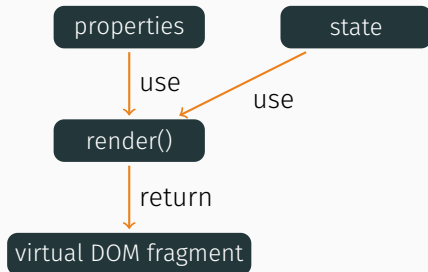 properties
state
use
use
render()
return
virtual DOM fragment